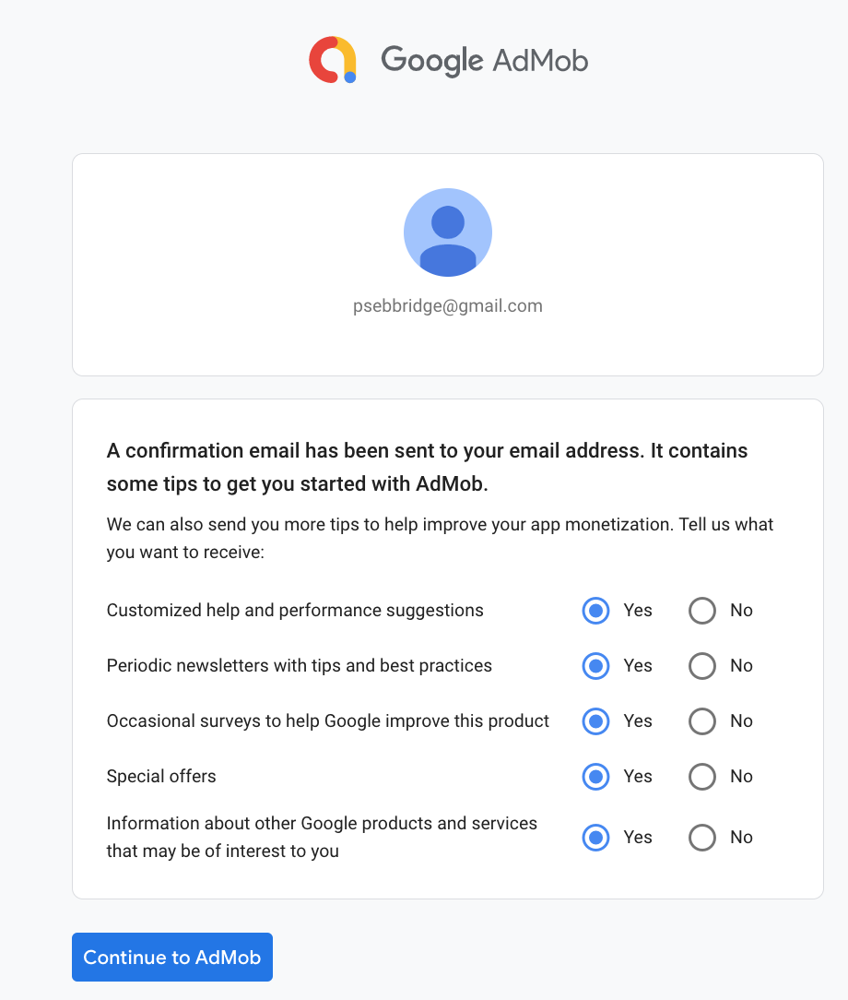 Google AdMob
psebbridge@gmail.com
A confirmation email has been sent to your email address. It contains
some tips to get you started with AdMob.
We can also send you more tips to help improve your app monetization. Tell us what
you want to receive:
Customized help and performance suggestions Yes No
Periodic newsletters with tips and best practices Yes No
Occasional surveys to help Google improve this product Yes No
Special offers Yes No
Information about other Google products and services
that may be of interest to you Yes No
Continue to AdMob